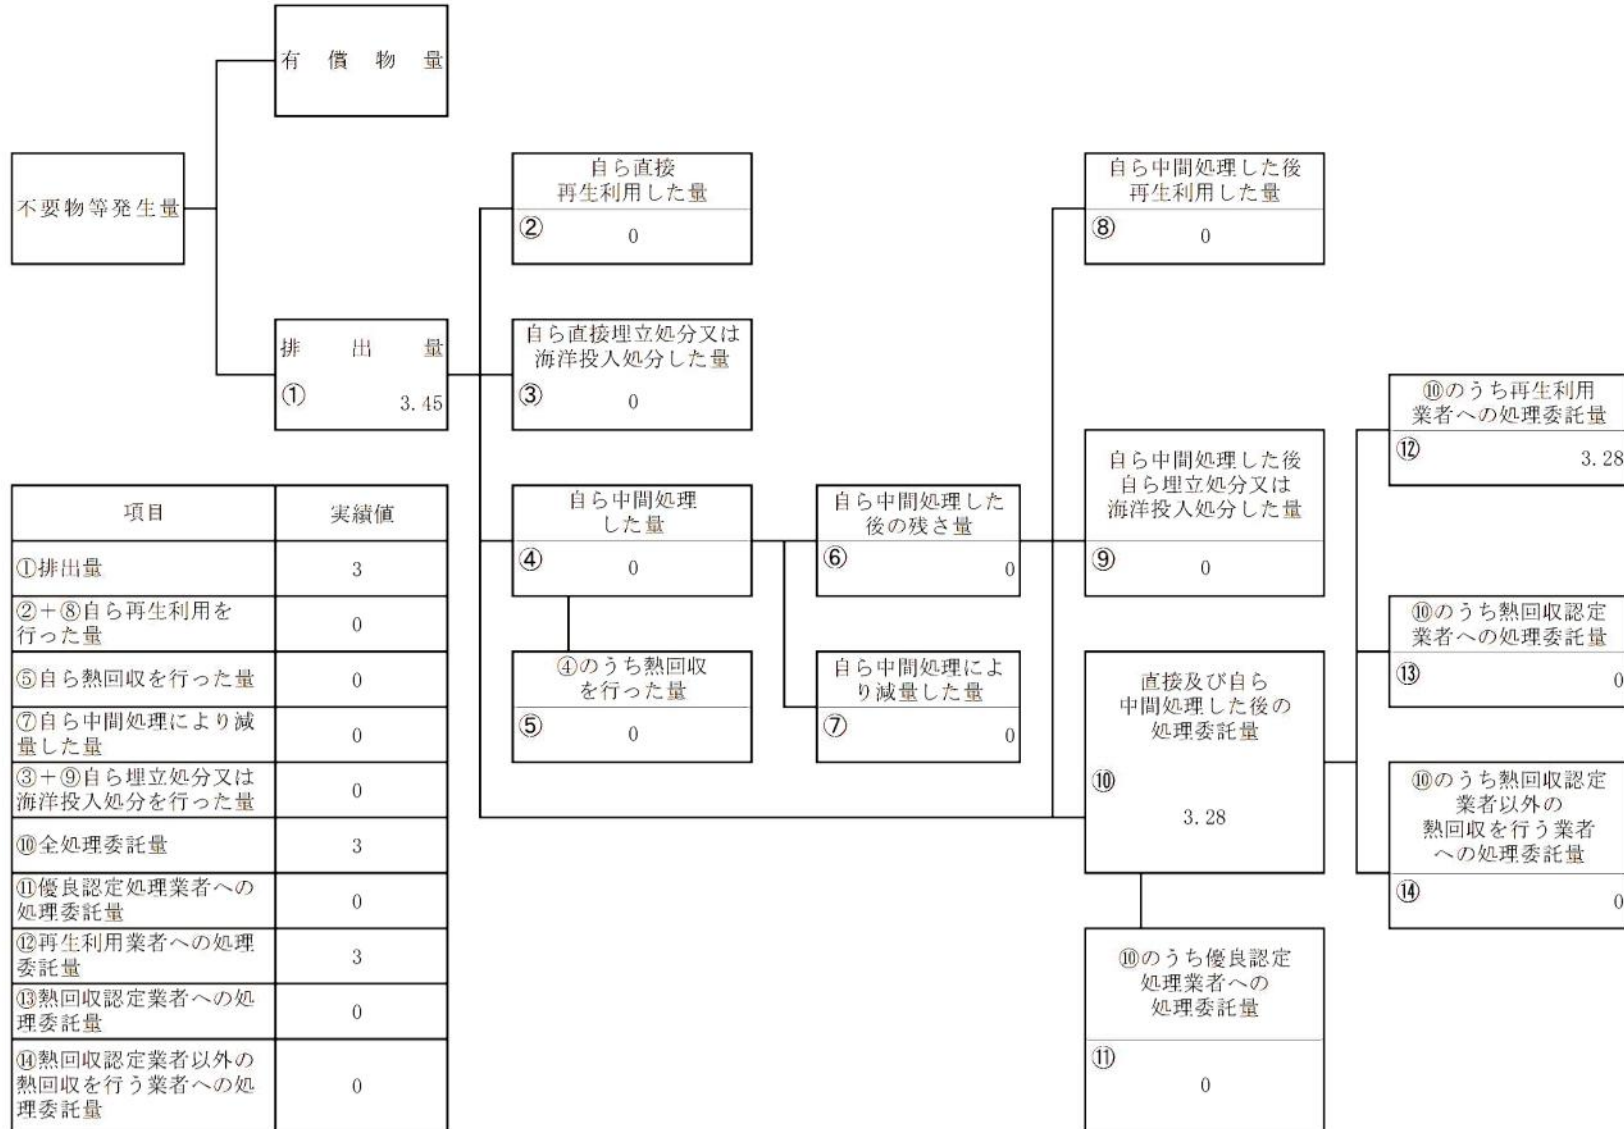 有償物量
不要物等発生量
排出量
①
3.45
自ら直接
再生利用した量
②
0
自ら直接埋立処分又は
海洋投入処分した量
③
0
自ら中間処理
した量
④
0
④のうち熱回収
を行った量
⑤
0
自ら中間処理した
後の残さ量
⑥
0
自ら中間処理によ
り減量した量
⑦
0
自ら中間処理した後
再生利用した量
⑧
0
自ら中間処理した後
自ら埋立処分又は
海洋投入処分した量
⑨
0
直接及び自ら
中間処理した後の
処理委託量
⑩
3.28
⑩のうち優良認定
処理業者への
処理委託量
⑪
0
⑩のうち再生利用
業者への処理委託量
⑫
3.28
⑩のうち熱回収認定
業者への処理委託量
⑬
0
⑩のうち熱回収認定
業者以外の
熱回収を行う業者
への処理委託量
⑭
0
項目 実績値
①排出量 3
②+⑧自ら再生利用を
行った量 0
⑤自ら熱回収を行った量 0
⑦自ら中間処理により減
量した量 0
③+⑨自ら埋立処分又は
海洋投入処分を行った量 0
⑩全処理委託量 3
⑪優良認定処理業者への
処理委託量 0
⑫再生利用業者への処理
委託量 3
⑬熱回収認定業者への処
理委託量 0
⑭熱回収認定業者以外の
熱回収を行う業者への処
理委託量 0